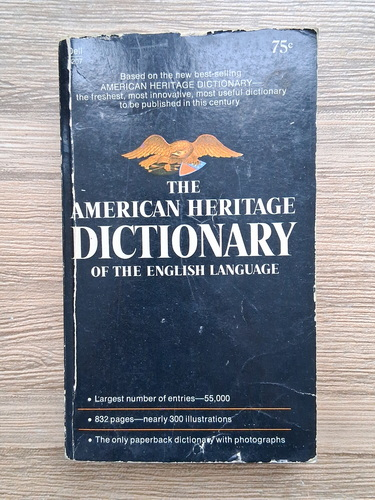 Dell
75c
Based on the new best-selling
AMERICAN HERITAGE DICTIONARY—
the freshest, most innovative, most useful dictionary
to be published in this century
THE
AMERICAN HERITAGE
DICTIONARY
OF THE ENGLISH LANGUAGE
• Largest number of entries—55,000
• 832 pages—nearly 300 illustrations
• The only paperback dictionary with photographs